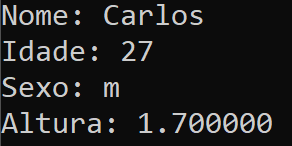 Nome: Carlos
Idade: 27
Sexo: m
Altura: 1.700000